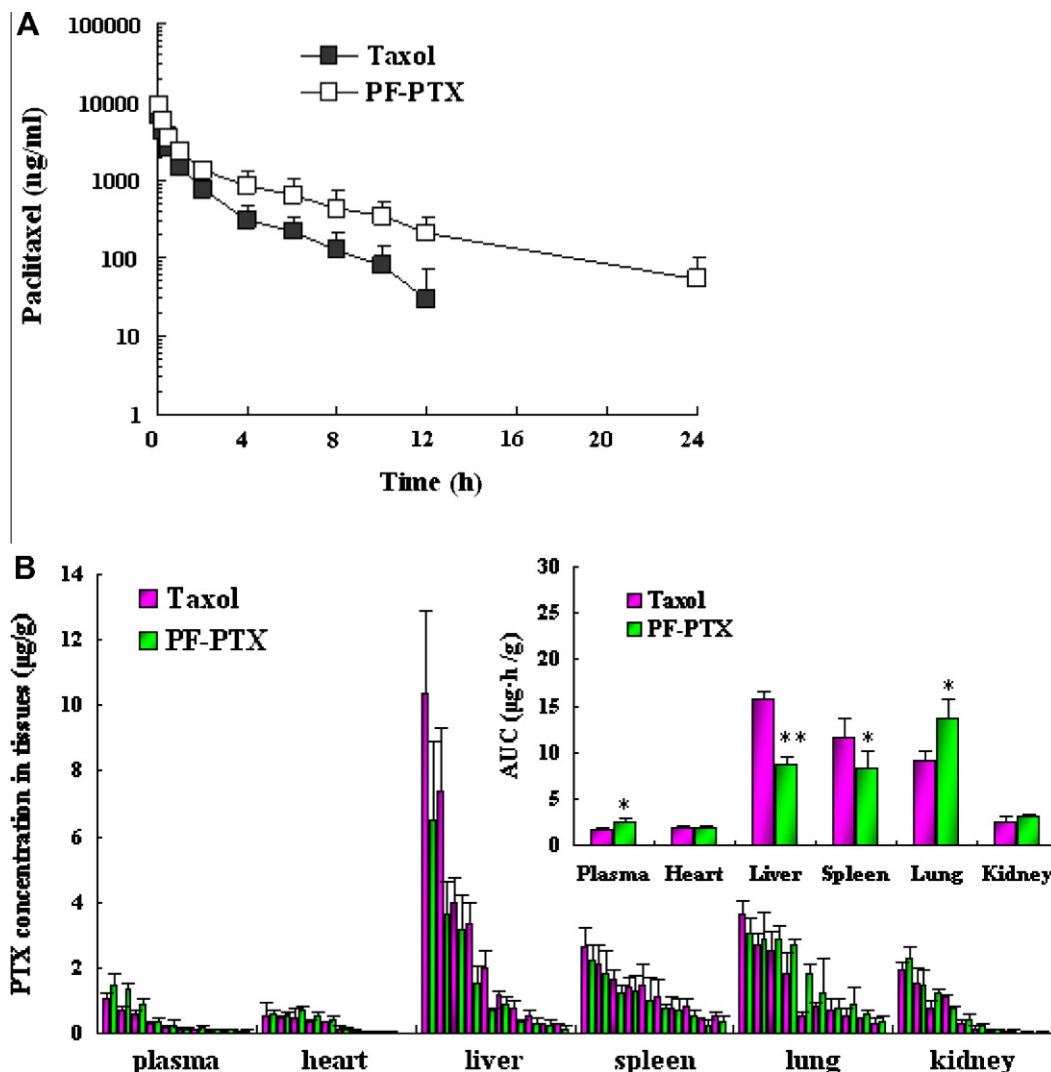 A
Paclitaxel (ng/ml)
100000
10000
1000
100
10
1
Taxol
PF-PTX
0 4 8 12 16 20 24
Time (h)
B
PTX concentration in tissues (µg/g)
14
12
10
8
6
4
2
0
Taxol
PF-PTX
AUC (µg·h /g)
30
25
20
15
10
5
0
Taxol
PF-PTX
*
**
*
*
Plasma Heart Liver Spleen Lung Kidney
plasma heart liver spleen lung kidney